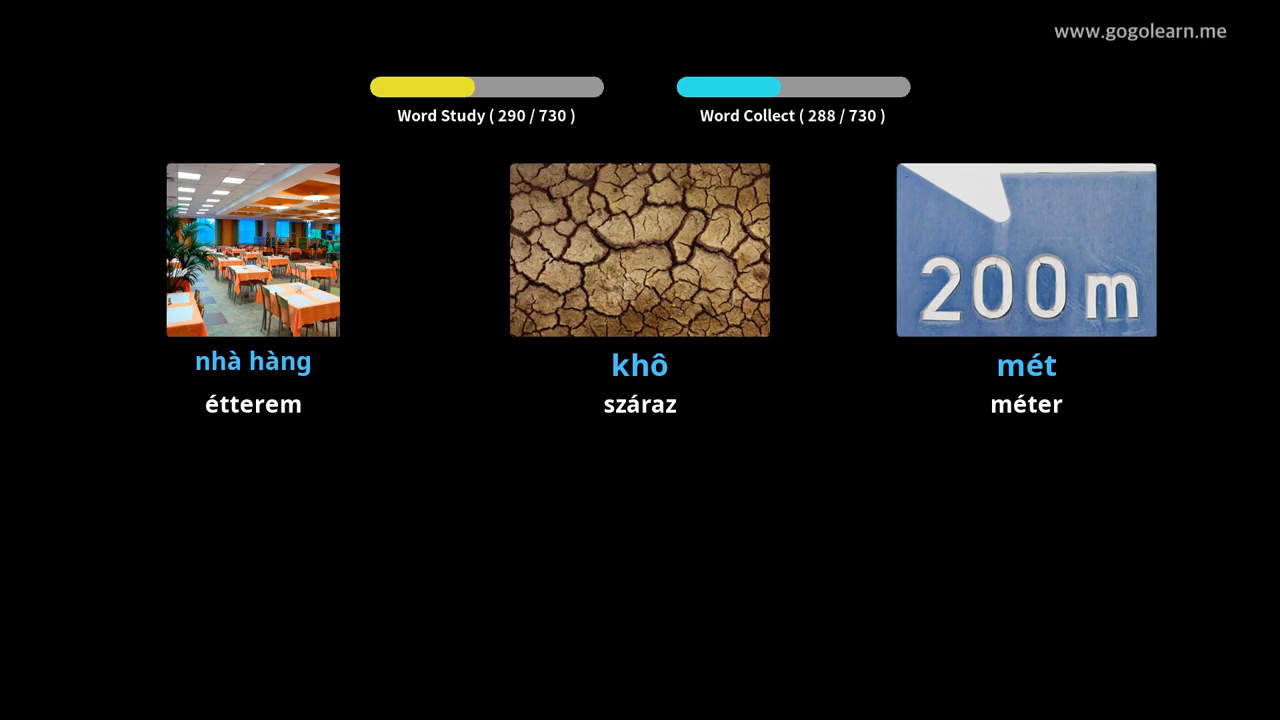 www.gogolearn.me
Word Study ( 290 / 730 )
Word Collect ( 288 / 730 )
200 m
nhà hàng
khô
mét
étterem
száraz
méter